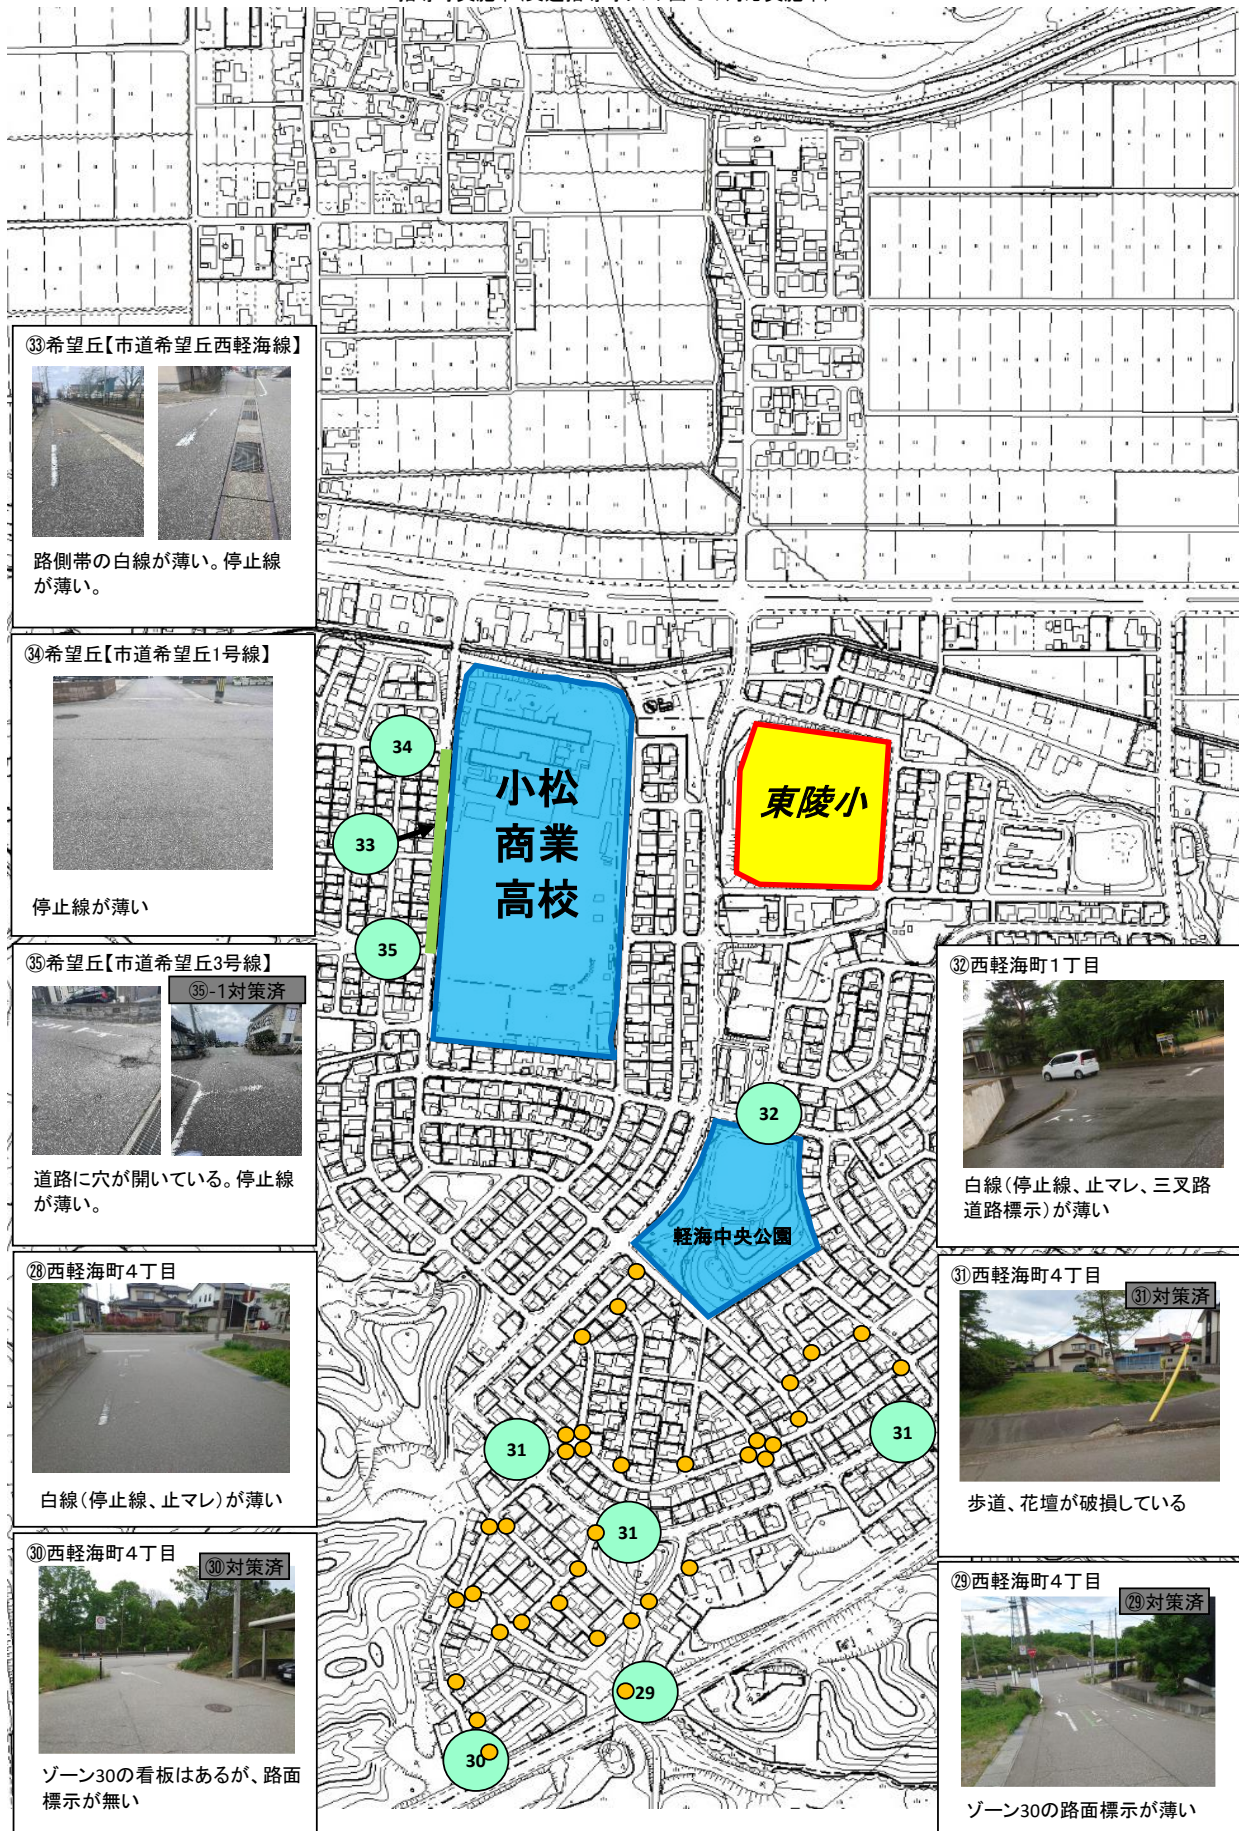 ㉝希望丘【市道希望丘西軽海線】
路側帯の白線が薄い。停止線
が薄い。
㉞希望丘【市道希望丘1号線】
停止線が薄い
㉟希望丘【市道希望丘3号線】
㉟-1対策済
道路に穴が開いている。停止線
が薄い。
㉘西軽海町4丁目
白線(停止線、止マレ)が薄い
㉚西軽海町4丁目
㉚対策済
ゾーン30の看板はあるが、路面
標示が無い
34
33
35
小松
商業
高校
東陵小
32
軽海中央公園
31
31
31
29
30
㉜西軽海町1丁目
白線(停止線、止マレ、三叉路
道路標示)が薄い
㉛西軽海町4丁目
㉛対策済
歩道、花壇が破損している
㉙西軽海町4丁目
㉙対策済
ゾーン30の路面標示が薄い